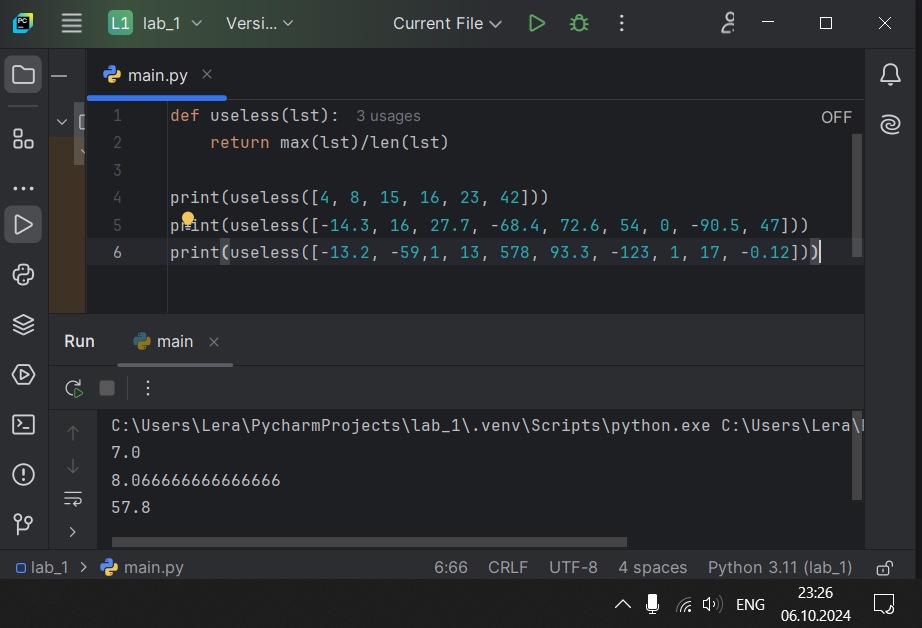 L1 lab_1 Versi... Current File
main.py
OFF
1 def useless(lst): 3 usages
2 return max(lst)/len(lst)
3
4 print(useless([4, 8, 15, 16, 23, 42]))
5 print(useless([-14.3, 16, 27.7, -68.4, 72.6, 54, 0, -90.5, 47]))
6 print(useless([-13.2, -59,1, 13, 578, 93.3, -123, 1, 17, -0.12]))
Run main
C:\Users\Lera\PycharmProjects\lab_1\.venv\Scripts\python.exe C:\Users\Lera\
7.0
8.066666666666666
57.8
lab_1 > main.py 6:66 CRLF UTF-8 4 spaces Python 3.11 (lab_1)
ENG 23:26
06.10.2024